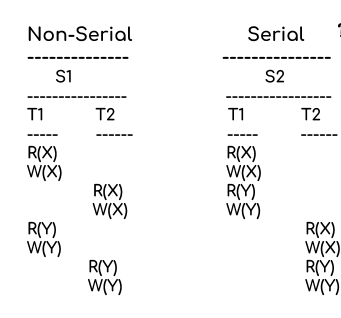 Non-Serial Serial
--------------- ----------------
S1 S2
----------------- -----------------
T1 T2 T1 T2
----- ------ ----- ------
R(X) R(X)
W(X) W(X)
R(X) R(Y)
W(X) W(Y)
R(Y) R(X)
W(Y) W(X)
R(Y) R(Y)
W(Y) W(Y)